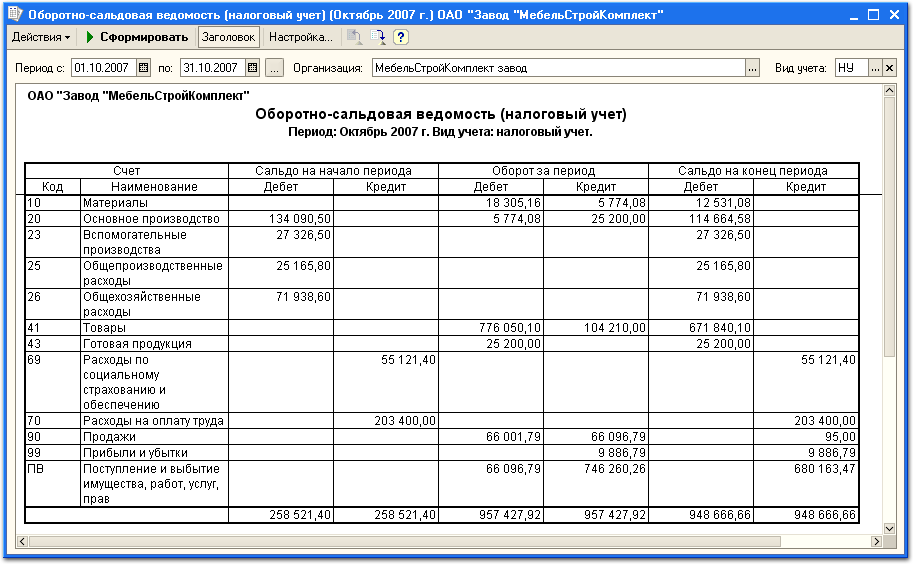 Оборотно-сальдовая ведомость (налоговый учет) (Октябрь 2007 г.) ОАО "Завод "МебельСтройКомплект"
Действия Сформировать Заголовок Настройка... ?
Период с: 01.10.2007 по: 31.10.2007 ... Организация: МебельСтройКомплект завод ... Вид учета: НУ ... ×
ОАО "Завод "МебельСтройКомплект"
Оборотно-сальдовая ведомость (налоговый учет)
Период: Октябрь 2007 г. Вид учета: налоговый учет.
Счет Сальдо на начало периода Оборот за период Сальдо на конец периода
Код Наименование Дебет Кредит Дебет Кредит Дебет Кредит
10 Материалы 18 305,16 5 774,08 12 531,08
20 Основное производство 134 090,50 5 774,08 25 200,00 114 664,58
23 Вспомогательные 27 326,50 27 326,50
производства
25 Общепроизводственные 25 165,80 25 165,80
расходы
26 Общехозяйственные 71 938,60 71 938,60
расходы
41 Товары 776 050,10 104 210,00 671 840,10
43 Готовая продукция 25 200,00 25 200,00
69 Расходы по 55 121,40 55 121,40
социальному
страхованию и
обеспечению
70 Расходы на оплату труда 203 400,00 203 400,00
90 Продажи 66 001,79 66 096,79 95,00
99 Прибыли и убытки 9 886,79 9 886,79
ПВ Поступление и выбытие 66 096,79 746 260,26 680 163,47
имущества, работ, услуг,
прав
258 521,40 258 521,40 957 427,92 957 427,92 948 666,66 948 666,66